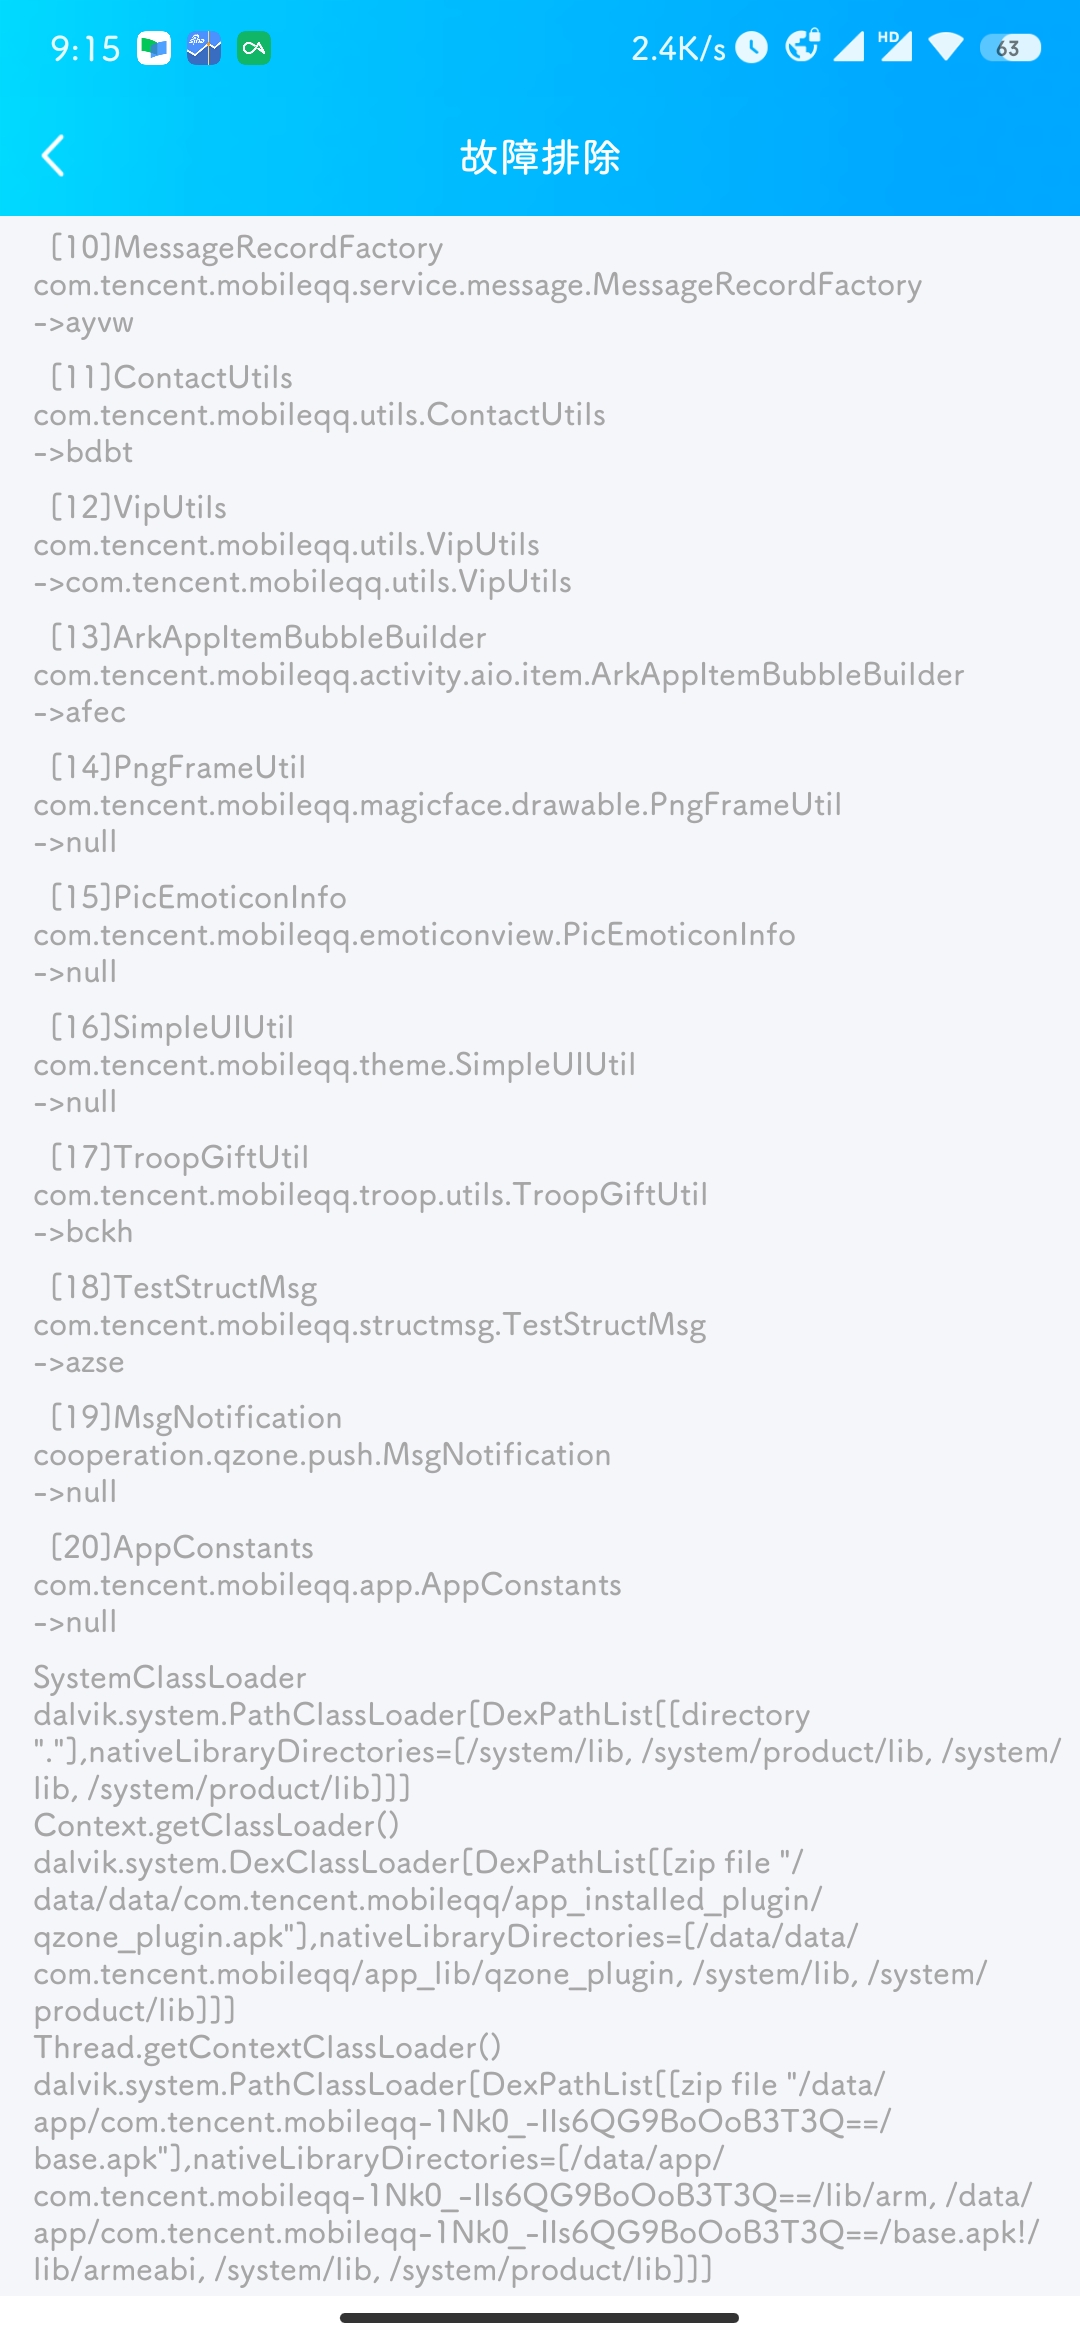 9:15
2.4K/s
HD
63
故障排除
[10]MessageRecordFactory
com.tencent.mobileqq.service.message.MessageRecordFactory
->ayvw
[11]ContactUtils
com.tencent.mobileqq.utils.ContactUtils
->bdbt
[12]VipUtils
com.tencent.mobileqq.utils.VipUtils
->com.tencent.mobileqq.utils.VipUtils
[13]ArkAppItemBubbleBuilder
com.tencent.mobileqq.activity.aio.item.ArkAppItemBubbleBuilder
->afec
[14]PngFrameUtil
com.tencent.mobileqq.magicface.drawable.PngFrameUtil
->null
[15]PicEmoticonInfo
com.tencent.mobileqq.emoticonview.PicEmoticonInfo
->null
[16]SimpleUIUtil
com.tencent.mobileqq.theme.SimpleUIUtil
->null
[17]TroopGiftUtil
com.tencent.mobileqq.troop.utils.TroopGiftUtil
->bckh
[18]TestStructMsg
com.tencent.mobileqq.structmsg.TestStructMsg
->azse
[19]MsgNotification
cooperation.qzone.push.MsgNotification
->null
[20]AppConstants
com.tencent.mobileqq.app.AppConstants
->null
SystemClassLoader
dalvik.system.PathClassLoader[DexPathList[[directory
"."],nativeLibraryDirectories=[/system/lib, /system/product/lib, /system/
lib, /system/product/lib]]]
Context.getClassLoader()
dalvik.system.DexClassLoader[DexPathList[[zip file "/
data/data/com.tencent.mobileqq/app_installed_plugin/
qzone_plugin.apk"],nativeLibraryDirectories=[/data/data/
com.tencent.mobileqq/app_lib/qzone_plugin, /system/lib, /system/
product/lib]]]
Thread.getContextClassLoader()
dalvik.system.PathClassLoader[DexPathList[[zip file "/data/
app/com.tencent.mobileqq-1Nk0_-lIs6QG9BoOoB3T3Q==/
base.apk"],nativeLibraryDirectories=[/data/app/
com.tencent.mobileqq-1Nk0_-lIs6QG9BoOoB3T3Q==/lib/arm, /data/
app/com.tencent.mobileqq-1Nk0_-lIs6QG9BoOoB3T3Q==/base.apk!/
lib/armeabi, /system/lib, /system/product/lib]]]